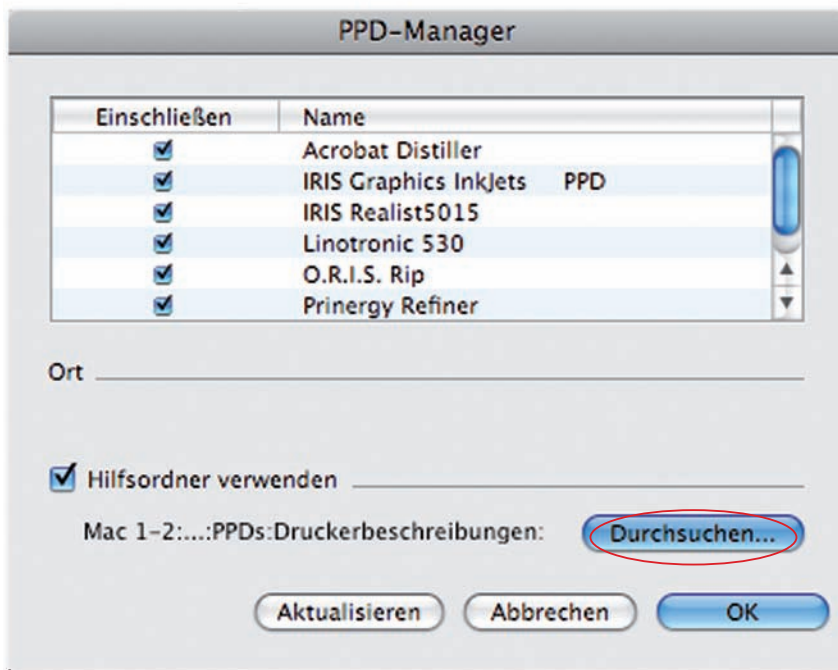 PPD-Manager
Einschließen Name
Acrobat Distiller
IRIS Graphics InkJets PPD
IRIS Realist5015
Linotronic 530
O.R.I.S. Rip
Prinergy Refiner
Ort
Hilfsordner verwenden
Mac 1-2:...:PPDs:Druckerbeschreibungen: Durchsuchen...
Aktualisieren Abbrechen OK